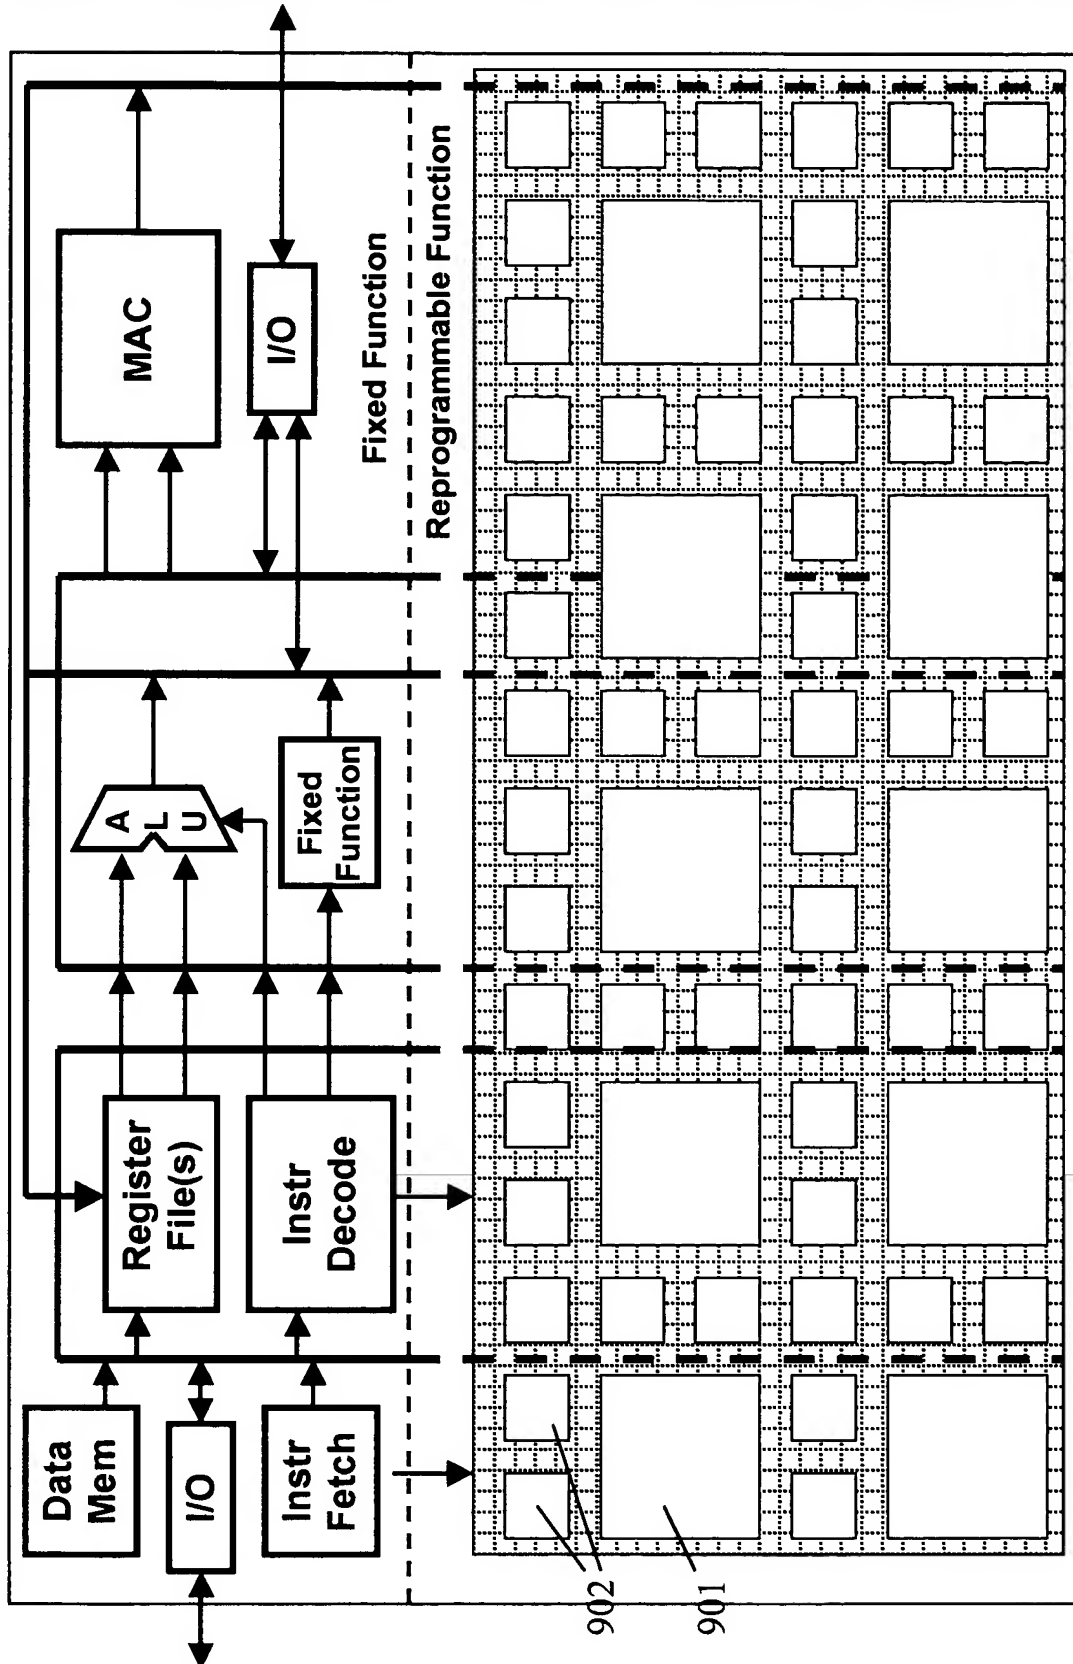 Data
Mem
I/O
Instr
Fetch
Register
File(s)
Instr
Decode
A
L
U
Fixed
Function
MAC
I/O
Fixed Function
Reprogrammable Function
902
901